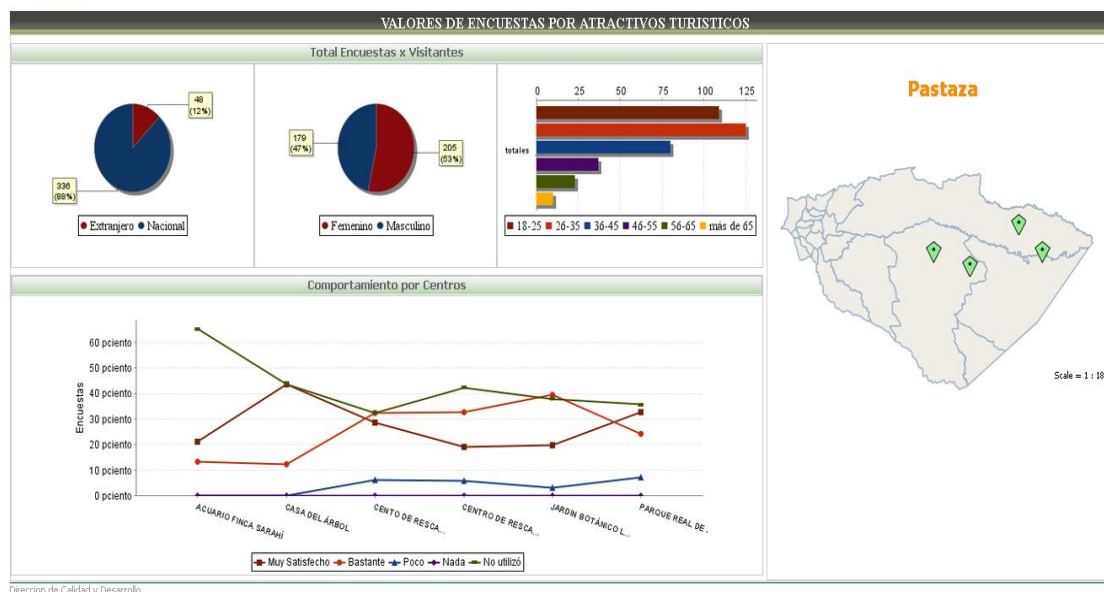 VALORES DE ENCUESTAS POR ATRACTIVOS TURISTICOS
Total Encuestas x Visitantes
48
(12%)
336
(88%)
Extranjero Nacional
179
(47%)
205
(53%)
Femenino Masculino
0 25 50 75 100 125
totales
18-25 26-35 36-45 46-55 56-65 más de 65
Pastaza
Scale = 1 : 18
Comportamiento por Centros
Encuestas
60 pciento
50 pciento
40 pciento
30 pciento
20 pciento
10 pciento
0 pciento
ACUARIO FINCA SARAHÍ
CASA DEL ÁRBOL
CENTO DE RESCA...
CENTRO DE RESCA...
JARDIN BOTÁNICO L...
PARQUE REAL DE ...
Muy Satisfecho Bastante Poco Nada No utilizó
Direccion de Calidad y Desarrollo